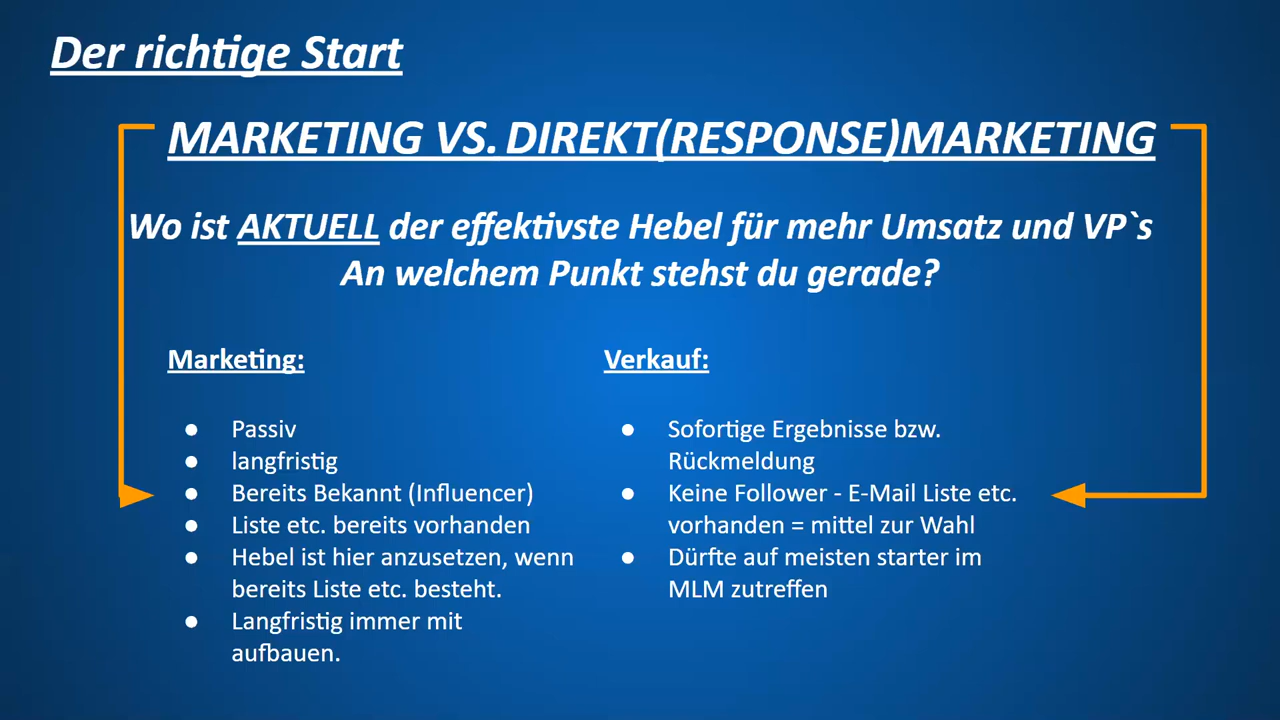 Der richtige Start
MARKETING VS. DIREKT(RESPONSE)MARKETING
Wo ist AKTUELL der effektivste Hebel für mehr Umsatz und VP`s
An welchem Punkt stehst du gerade?
Marketing:
● Passiv
● langfristig
● Bereits Bekannt (Influencer)
● Liste etc. bereits vorhanden
● Hebel ist hier anzusetzen, wenn
bereits Liste etc. besteht.
● Langfristig immer mit
aufbauen.
Verkauf:
● Sofortige Ergebnisse bzw.
Rückmeldung
● Keine Follower - E-Mail Liste etc.
vorhanden = mittel zur Wahl
● Dürfte auf meisten starter im
MLM zutreffen